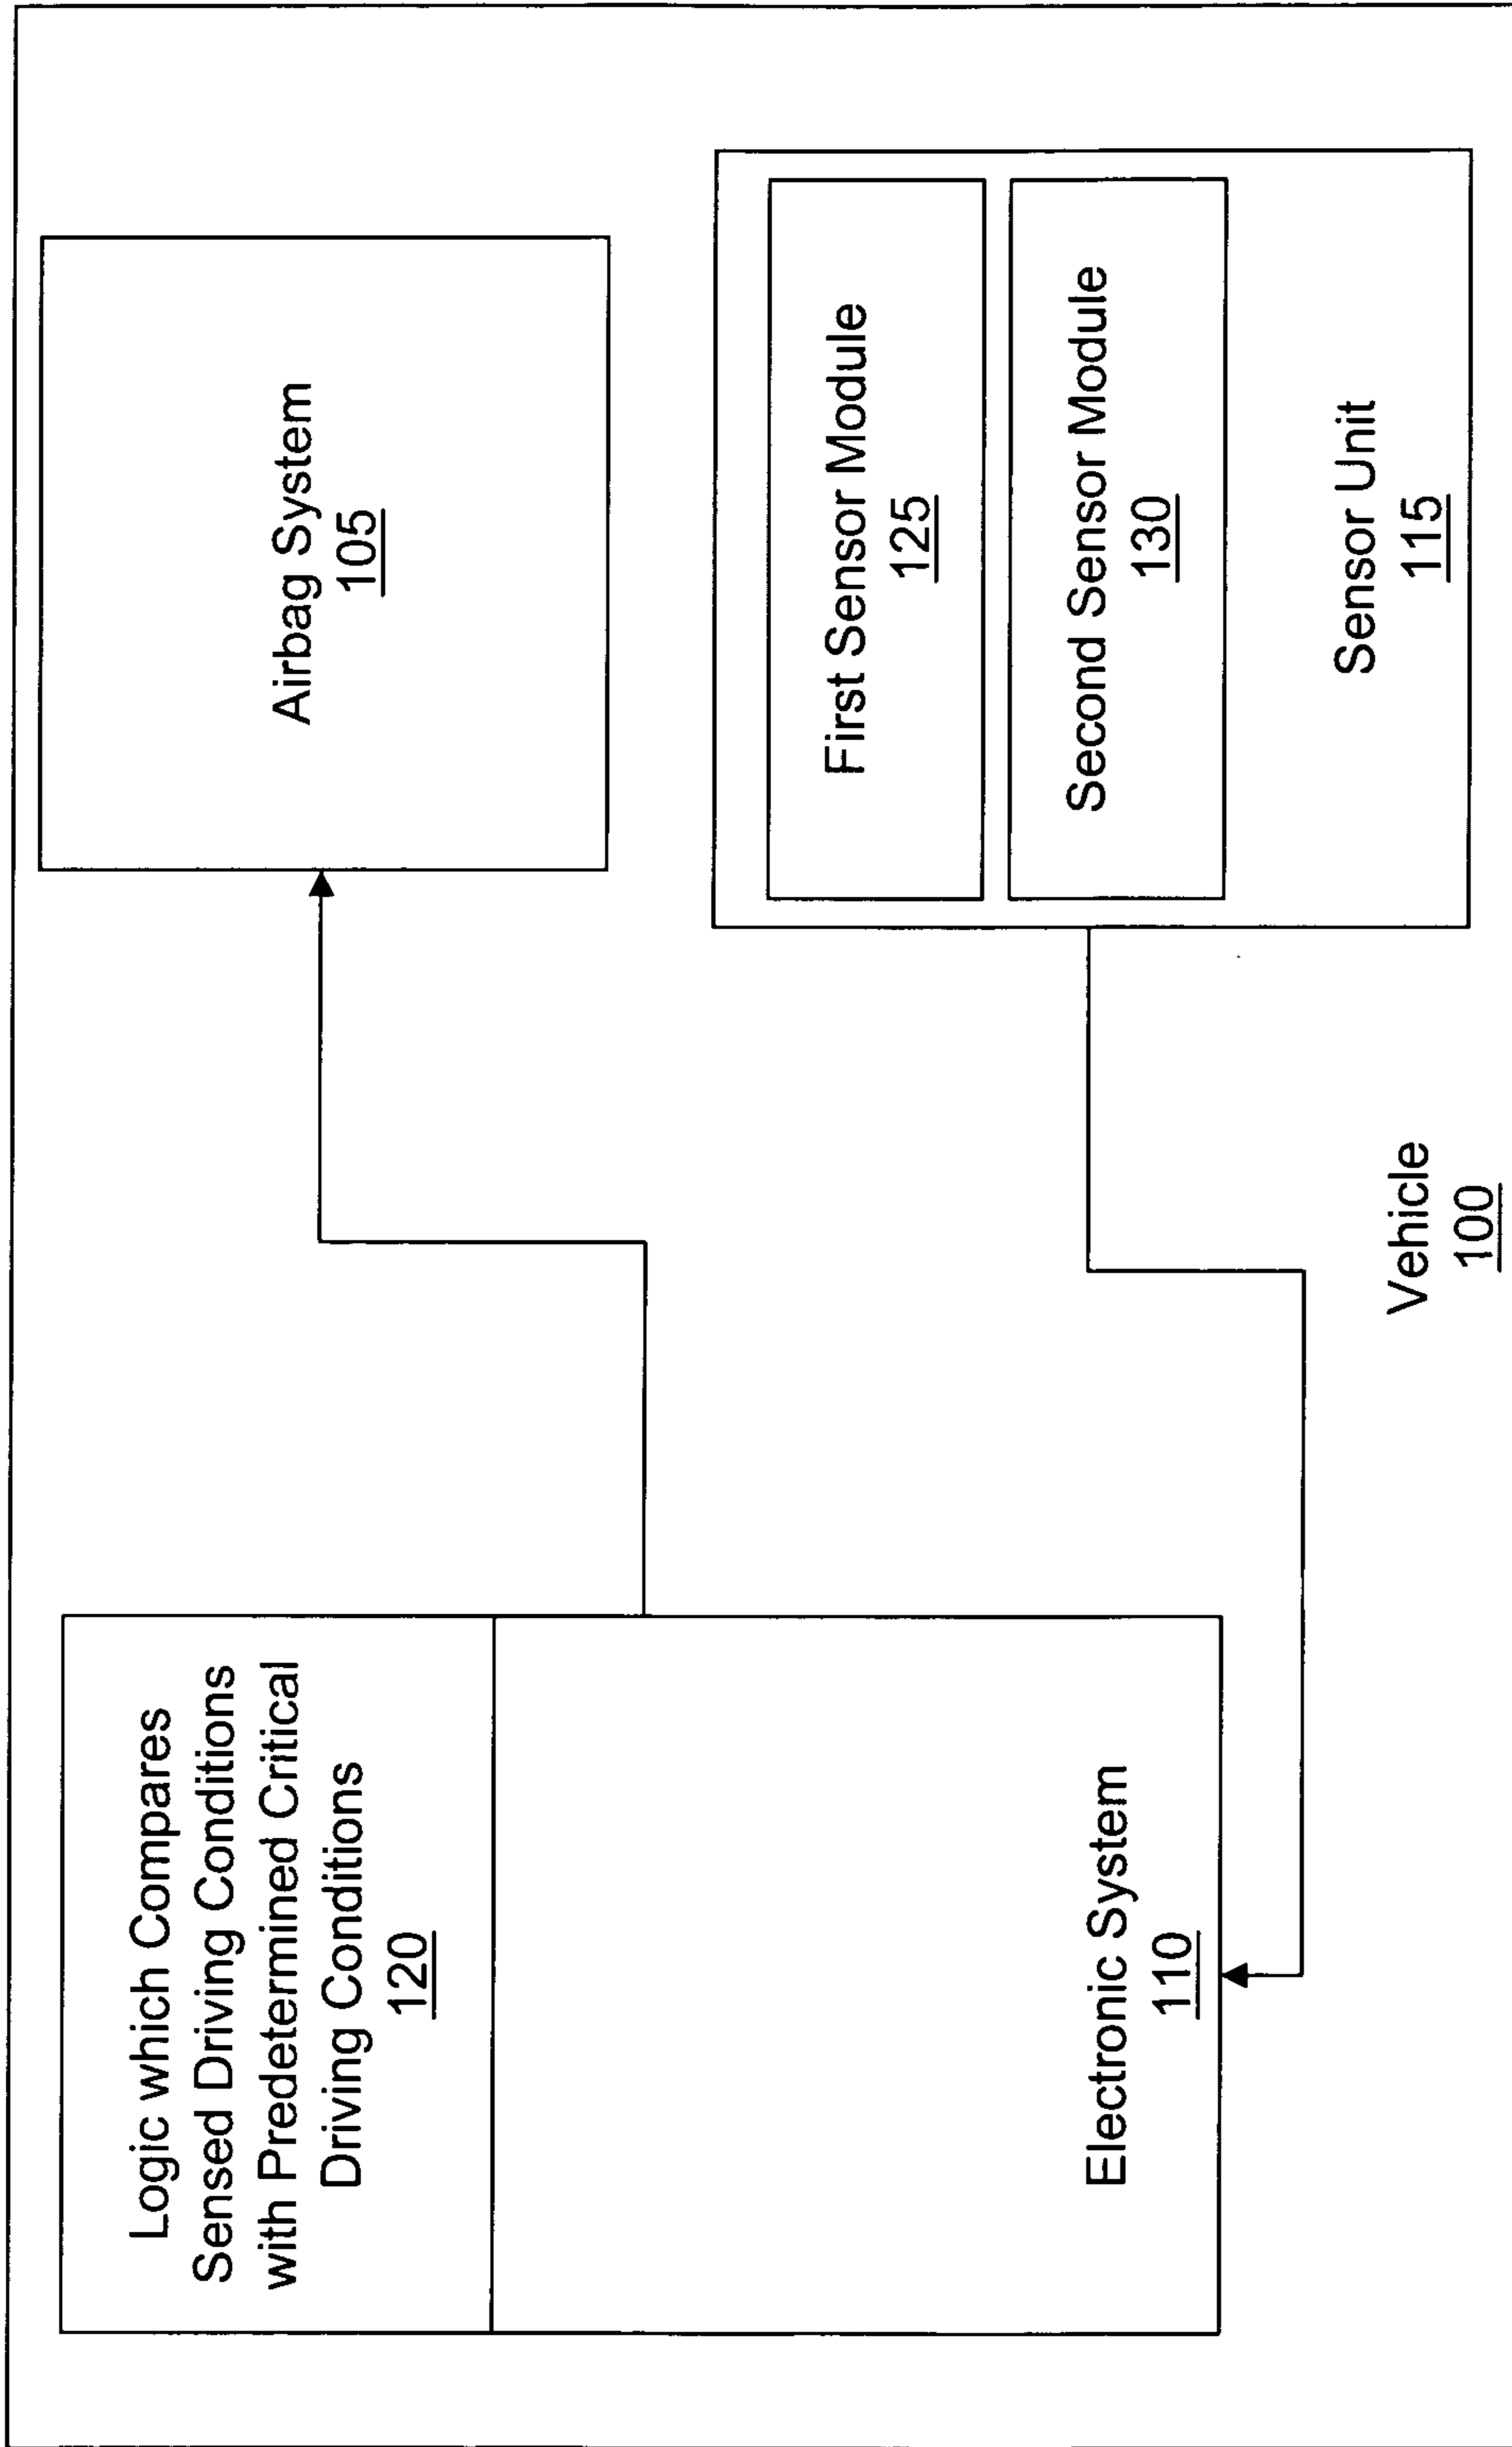 Logic which Compares
Sensed Driving Conditions
with Predetermined Critical
Driving Conditions
120
Electronic System
110
Airbag System
105
First Sensor Module
125
Second Sensor Module
130
Sensor Unit
115
Vehicle
100